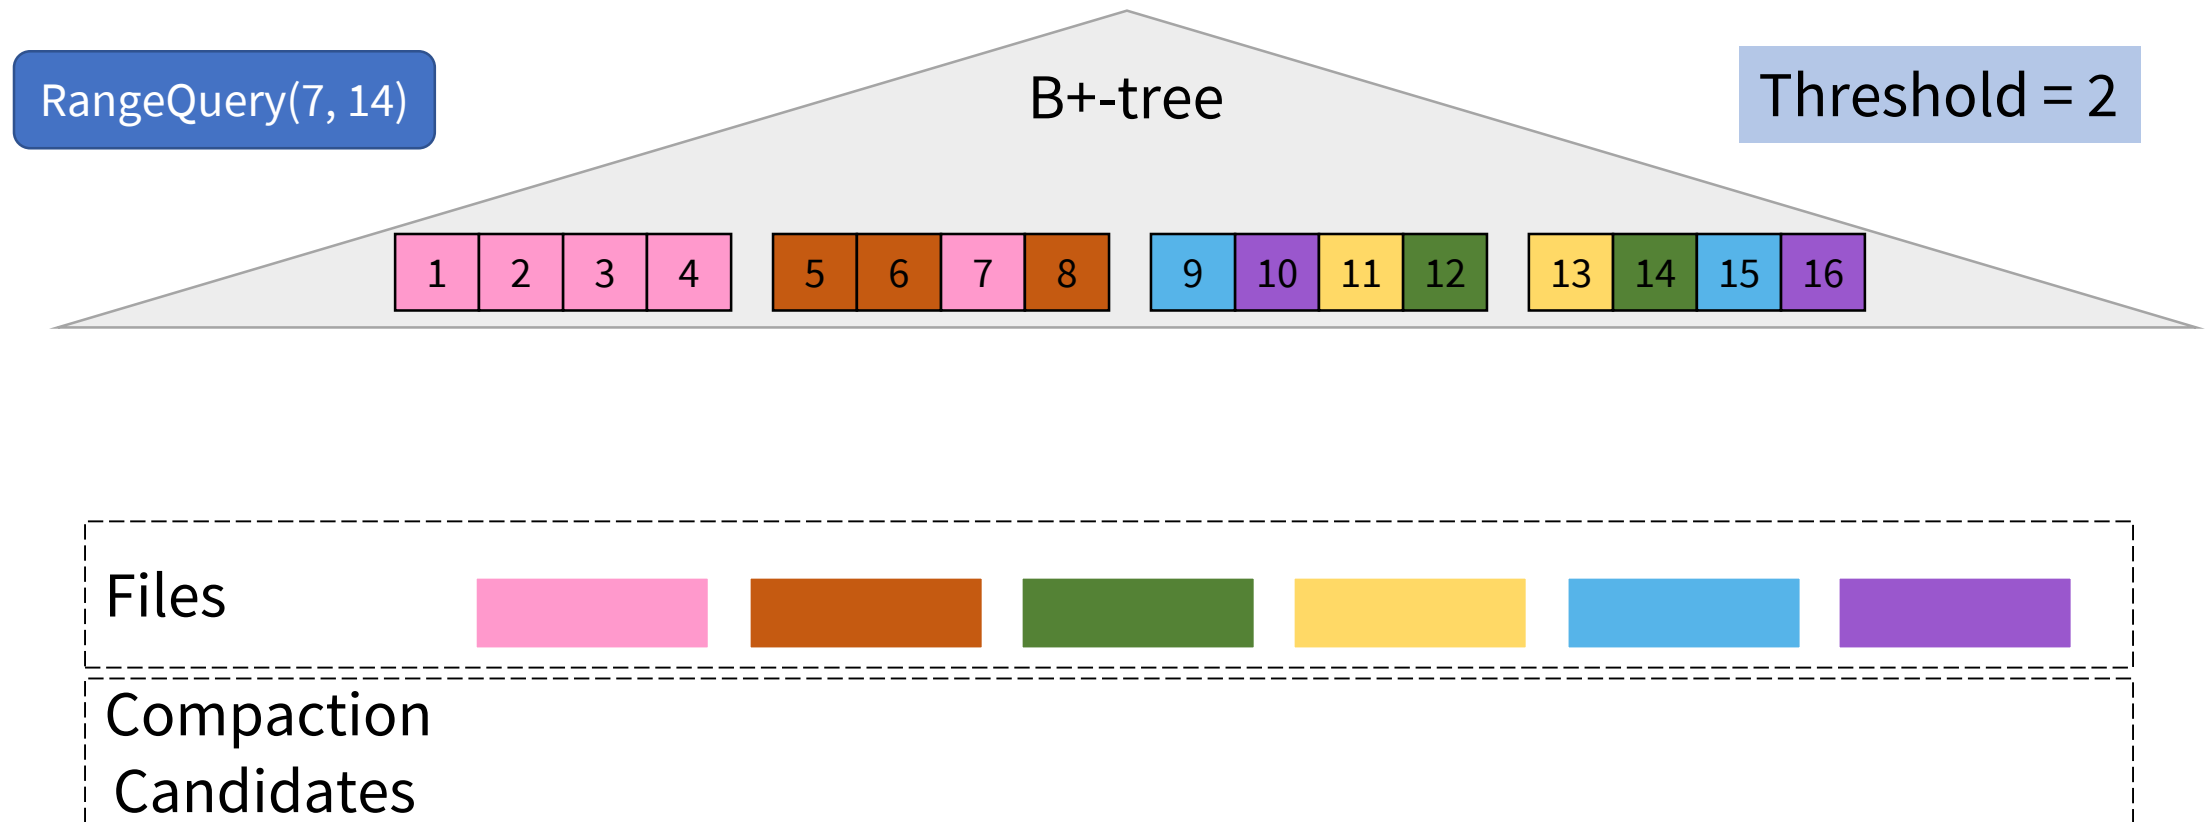 RangeQuery(7, 14)
B+-tree
Threshold = 2
1 2 3 4 5 6 7 8 9 10 11 12 13 14 15 16
Files
Compaction
Candidates